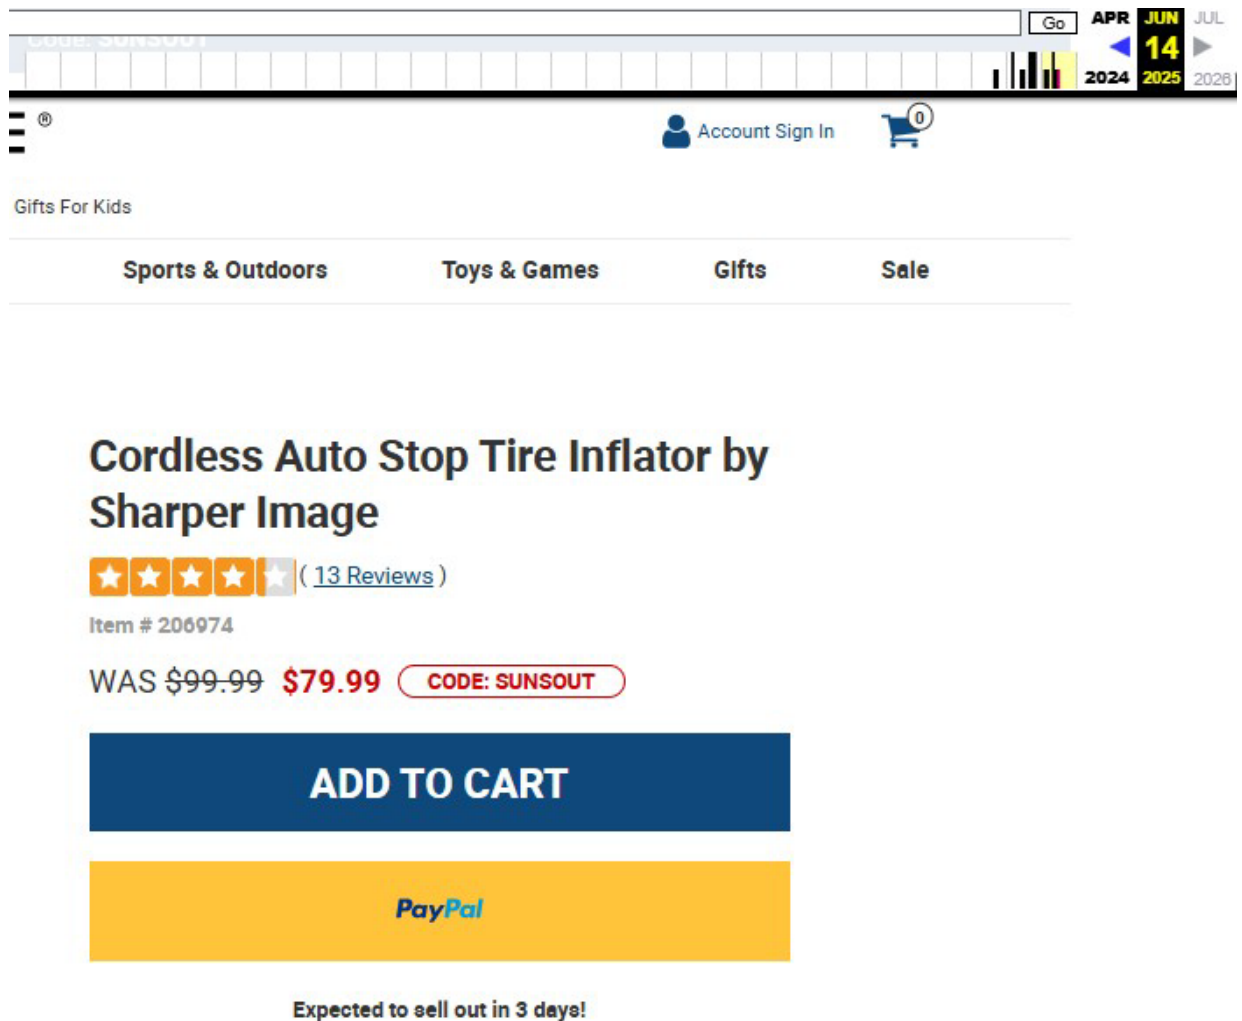 Go
APR JUN JUL
14
2024 2025 2026
Code: SUNSOUT
E ®
Account Sign In
0
Gifts For Kids
Sports & Outdoors Toys & Games Gifts Sale
Cordless Auto Stop Tire Inflator by
Sharper Image
( 13 Reviews )
Item # 206974
WAS $99.99 $79.99 CODE: SUNSOUT
ADD TO CART
PayPal
Expected to sell out in 3 days!